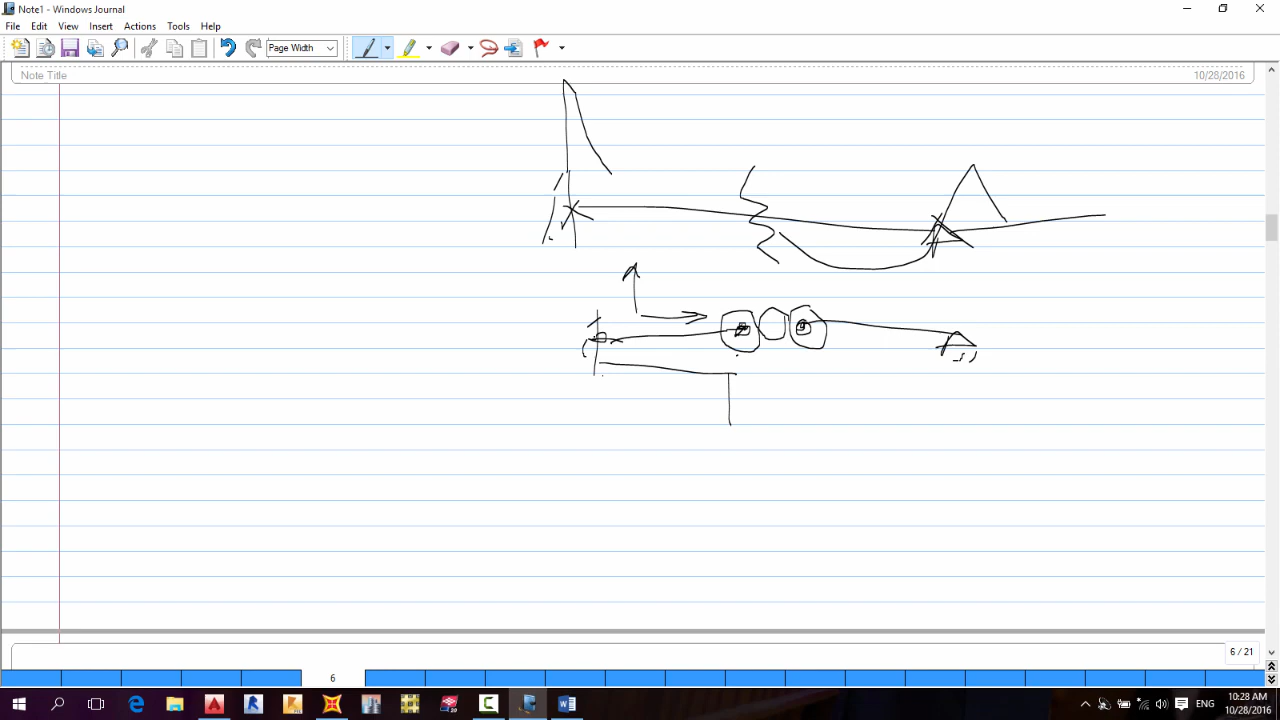 Note1 - Windows Journal
File Edit View Insert Actions Tools Help
Page Width
Note Title
10/28/2016
6 / 21
6
ENG
10:28 AM
10/28/2016